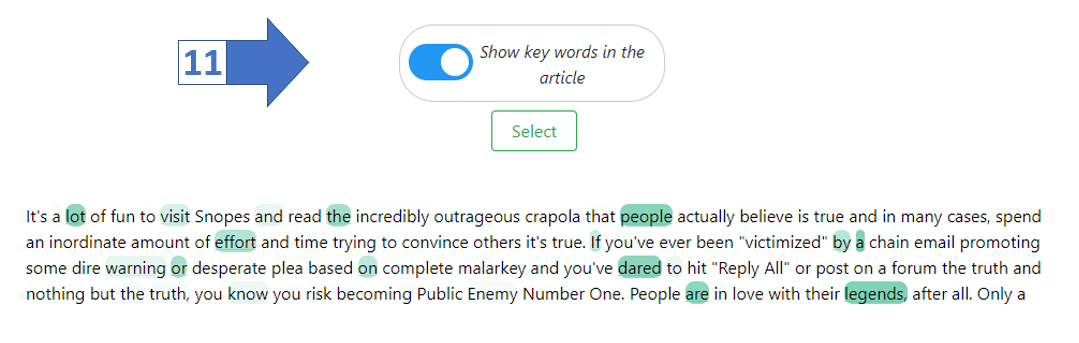 11
Show key words in the
article
Select
It's a lot of fun to visit Snopes and read the incredibly outrageous crapola that people actually believe is true and in many cases, spend
an inordinate amount of effort and time trying to convince others it's true. If you've ever been "victimized" by a chain email promoting
some dire warning or desperate plea based on complete malarkey and you've dared to hit "Reply All" or post on a forum the truth and
nothing but the truth, you know you risk becoming Public Enemy Number One. People are in love with their legends, after all. Only a